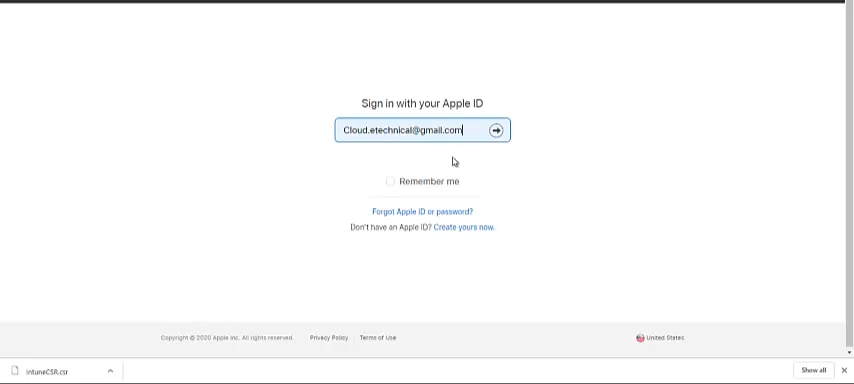 Sign in with your Apple ID
Cloud.etechnical@gmail.com
Remember me
Forgot Apple ID or password?
Don't have an Apple ID? Create yours now.
Copyright © 2020 Apple Inc. All rights reserved. Privacy Policy Terms of Use United States
IntuneCSR.csr Show all